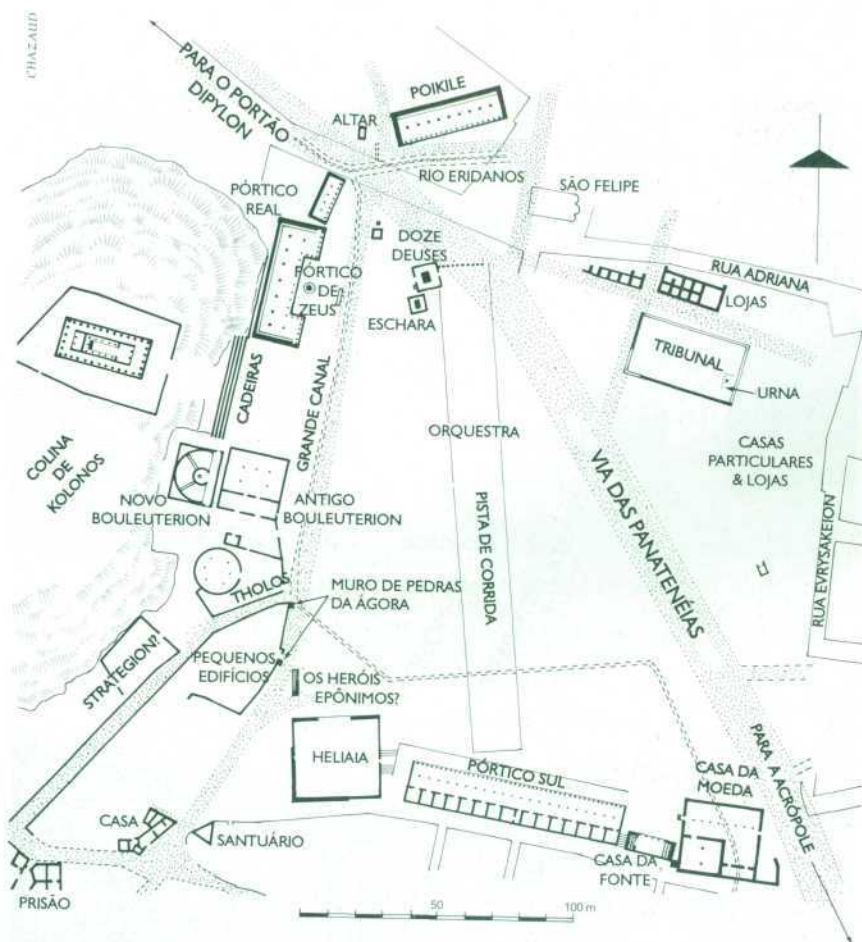 CHAZAUD
PARA O PORTÃO
DIPYLON
POIKILE
ALTAR
RIO ERIDANOS
SÃO FELIPE
PÓRTICO
REAL
DOZE
DEUSES
RUA ADRIANA
PÓRTICO
DE
ZEUS
ESCHARA
LOJAS
TRIBUNAL
URNA
CADEIRAS
GRANDE CANAL
ORQUESTRA
CASAS
PARTICULARES
& LOJAS
COLINA
DE
KOLONOS
NOVO
BOULEUTERION
ANTIGO
BOULEUTERION
PISTA DE CORRIDA
VIA DAS PANATENÉIAS
RUA EVRYSAKEION
THOLOS
MURO DE PEDRAS
DA ÁGORA
STRATEGION?
PEQUENOS
EDIFÍCIOS
OS HERÓIS
EPÔNIMOS?
HELIAIA
PÓRTICO SUL
CASA DA
MOEDA
PARA A ACRÓPOLE
CASA
SANTUÁRIO
CASA DA
FONTE
PRISÃO
50
100 m